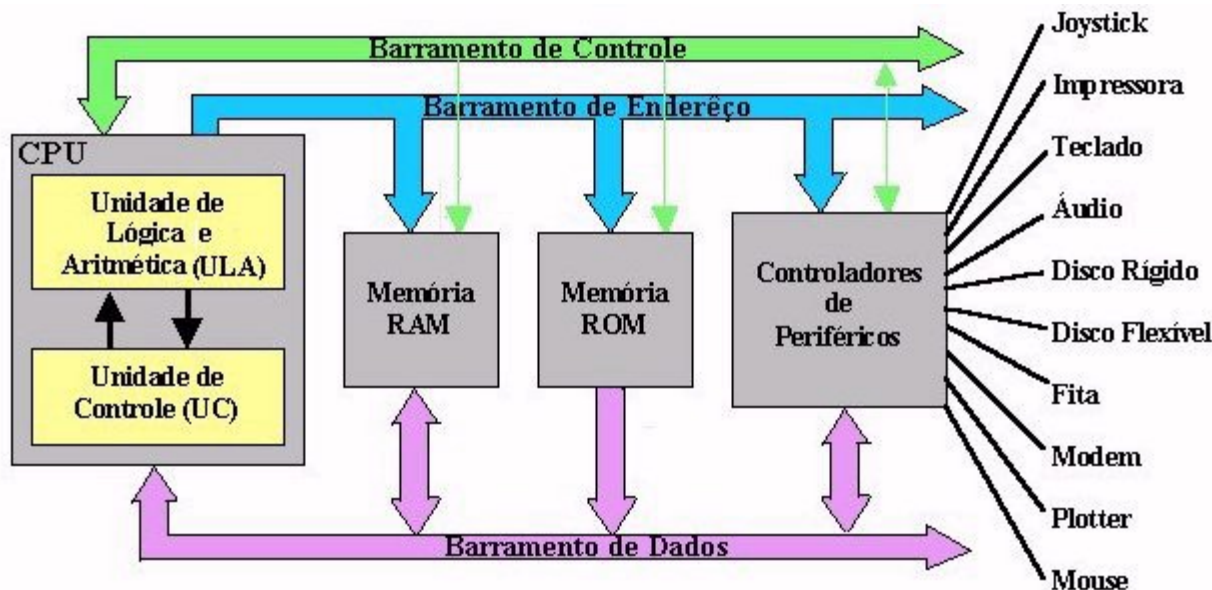 Barramento de Controle
Barramento de Enderêço
CPU
Unidade de
Lógica e
Aritmética (ULA)
Unidade de
Controle (UC)
Memória
RAM
Memória
ROM
Controladores
de
Periféricos
Joystick
Impressora
Teclado
Áudio
Disco Rígido
Disco Flexível
Fita
Modem
Plotter
Mouse
Barramento de Dados